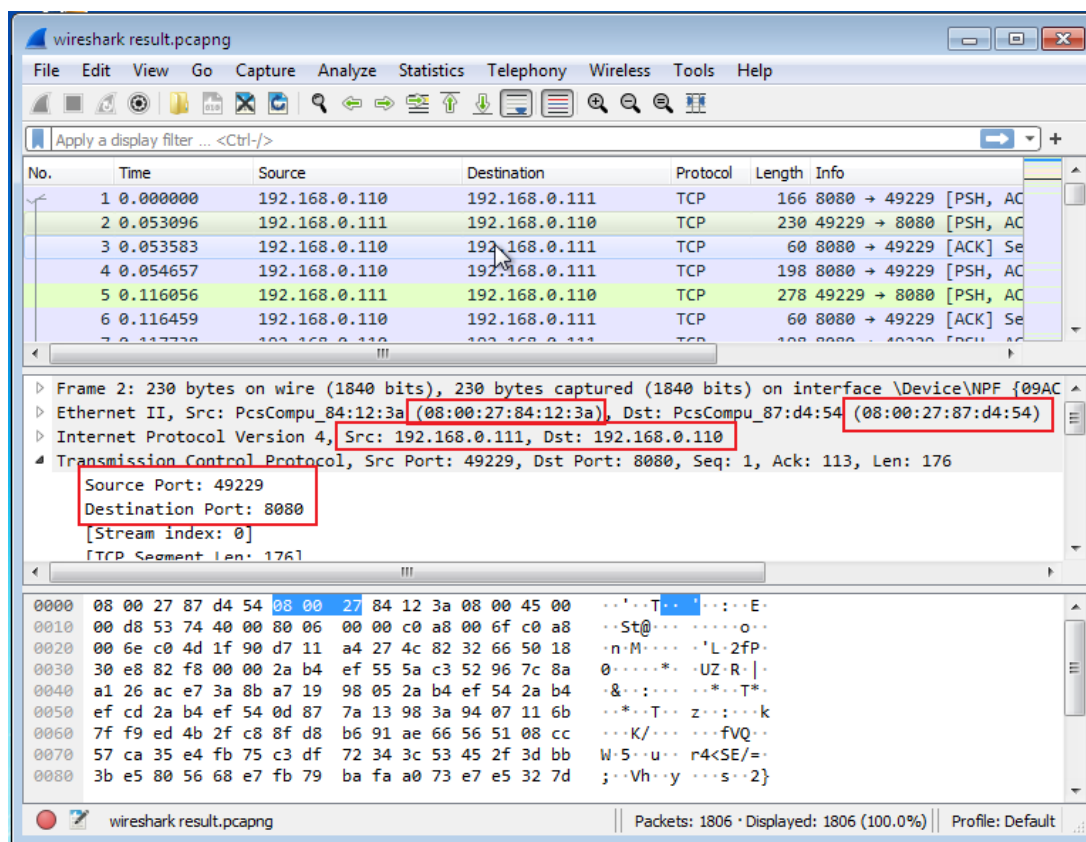 wireshark result.pcapng
File Edit View Go Capture Analyze Statistics Telephony Wireless Tools Help
Apply a display filter ... <Ctrl-/>
No. Time Source Destination Protocol Length Info
1 0.000000 192.168.0.110 192.168.0.111 TCP 166 8080 → 49229 [PSH, AC
2 0.053096 192.168.0.111 192.168.0.110 TCP 230 49229 → 8080 [PSH, AC
3 0.053583 192.168.0.110 192.168.0.111 TCP 60 8080 → 49229 [ACK] Se
4 0.054657 192.168.0.110 192.168.0.111 TCP 198 8080 → 49229 [PSH, AC
5 0.116056 192.168.0.111 192.168.0.110 TCP 278 49229 → 8080 [PSH, AC
6 0.116459 192.168.0.110 192.168.0.111 TCP 60 8080 → 49229 [ACK] Se
Frame 2: 230 bytes on wire (1840 bits), 230 bytes captured (1840 bits) on interface \Device\NPF {09AC
Ethernet II, Src: PcsCompu_84:12:3a (08:00:27:84:12:3a), Dst: PcsCompu_87:d4:54 (08:00:27:87:d4:54)
Internet Protocol Version 4, Src: 192.168.0.111, Dst: 192.168.0.110
Transmission Control Protocol, Src Port: 49229, Dst Port: 8080, Seq: 1, Ack: 113, Len: 176
Source Port: 49229
Destination Port: 8080
[Stream index: 0]
[TCP Segment Len: 176]
0000 08 00 27 87 d4 54 08 00 27 84 12 3a 08 00 45 00 ··'··T·· '··:··E·
0010 00 d8 53 74 40 00 80 06 00 00 c0 a8 00 6f c0 a8 ··St@··· ·····o··
0020 00 6e c0 4d 1f 90 d7 11 a4 27 4c 82 32 66 50 18 ·n·M···· ·'L·2fP·
0030 30 e8 82 f8 00 00 2a b4 ef 55 5a c3 52 96 7c 8a 0·····*· ·UZ·R·|·
0040 a1 26 ac e7 3a 8b a7 19 98 05 2a b4 ef 54 2a b4 ·&··:··· ··*··T*·
0050 ef cd 2a b4 ef 54 0d 87 7a 13 98 3a 94 07 11 6b ··*··T·· z··:···k
0060 7f f9 ed 4b 2f c8 8f d8 b6 91 ae 66 56 51 08 cc ···K/··· ···fVQ··
0070 57 ca 35 e4 fb 75 c3 df 72 34 3c 53 45 2f 3d bb W·5··u·· r4<SE/=·
0080 3b e5 80 56 68 e7 fb 79 ba fa a0 73 e7 e5 32 7d ;··Vh··y ···s··2}
wireshark result.pcapng Packets: 1806 · Displayed: 1806 (100.0%) Profile: Default